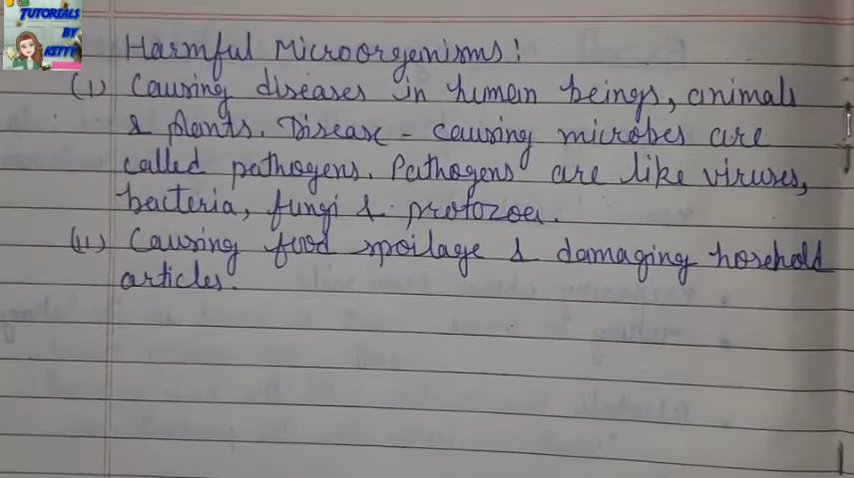 TUTORIALS
BY
KITTY
Harmful Microorganisms:
(i) Causing diseases in human beings, animals
& plants. Disease - causing microbes are
called pathogens. Pathogens are like viruses,
bacteria, fungi & protozoa.
(ii) Causing food spoilage & damaging hosehold
articles.